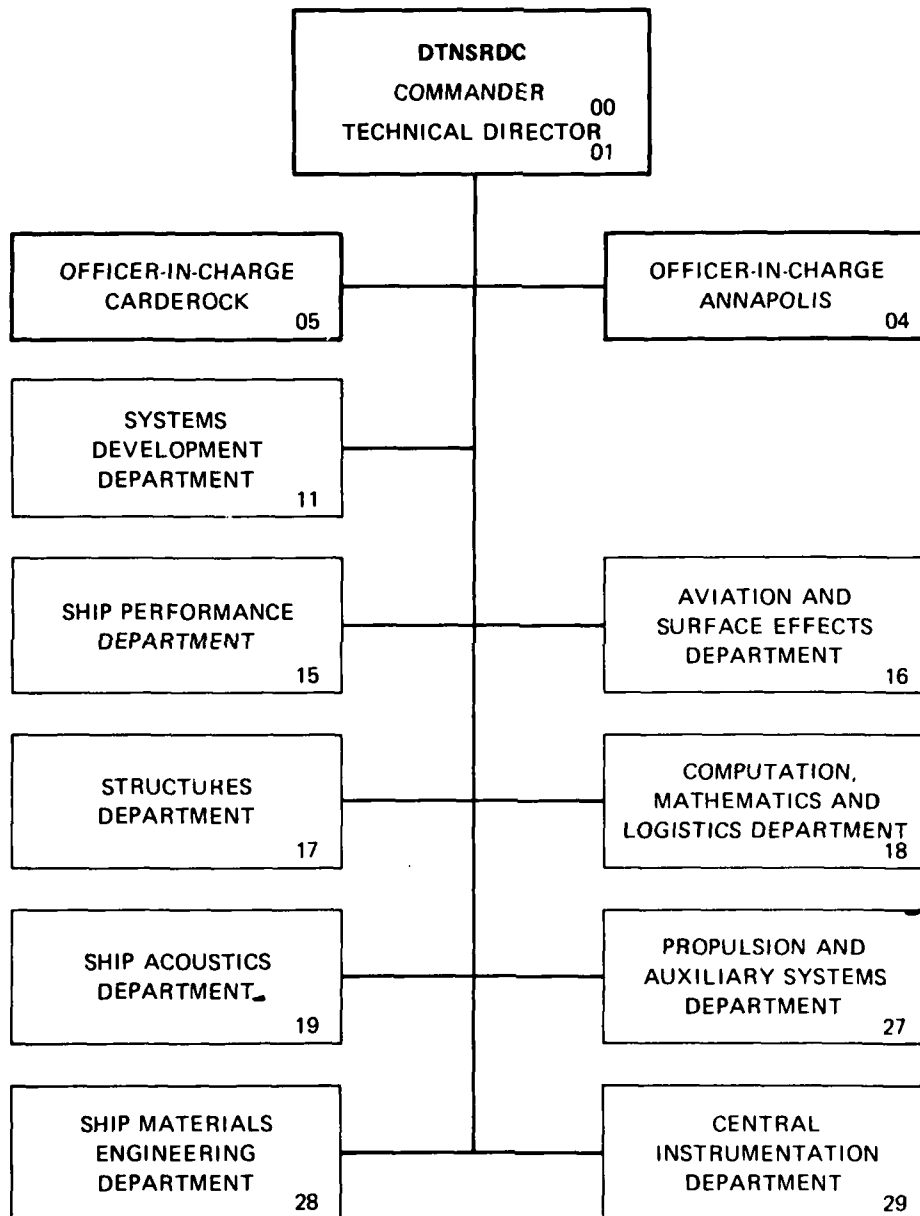 DTNSRDC
COMMANDER
00
TECHNICAL DIRECTOR
01
OFFICER-IN-CHARGE
CARDEROCK
05
OFFICER-IN-CHARGE
ANNAPOLIS
04
SYSTEMS
DEVELOPMENT
DEPARTMENT
11
SHIP PERFORMANCE
DEPARTMENT
15
AVIATION AND
SURFACE EFFECTS
DEPARTMENT
16
STRUCTURES
DEPARTMENT
17
COMPUTATION,
MATHEMATICS AND
LOGISTICS DEPARTMENT
18
SHIP ACOUSTICS
DEPARTMENT
19
PROPULSION AND
AUXILIARY SYSTEMS
DEPARTMENT
27
SHIP MATERIALS
ENGINEERING
DEPARTMENT
28
CENTRAL
INSTRUMENTATION
DEPARTMENT
29